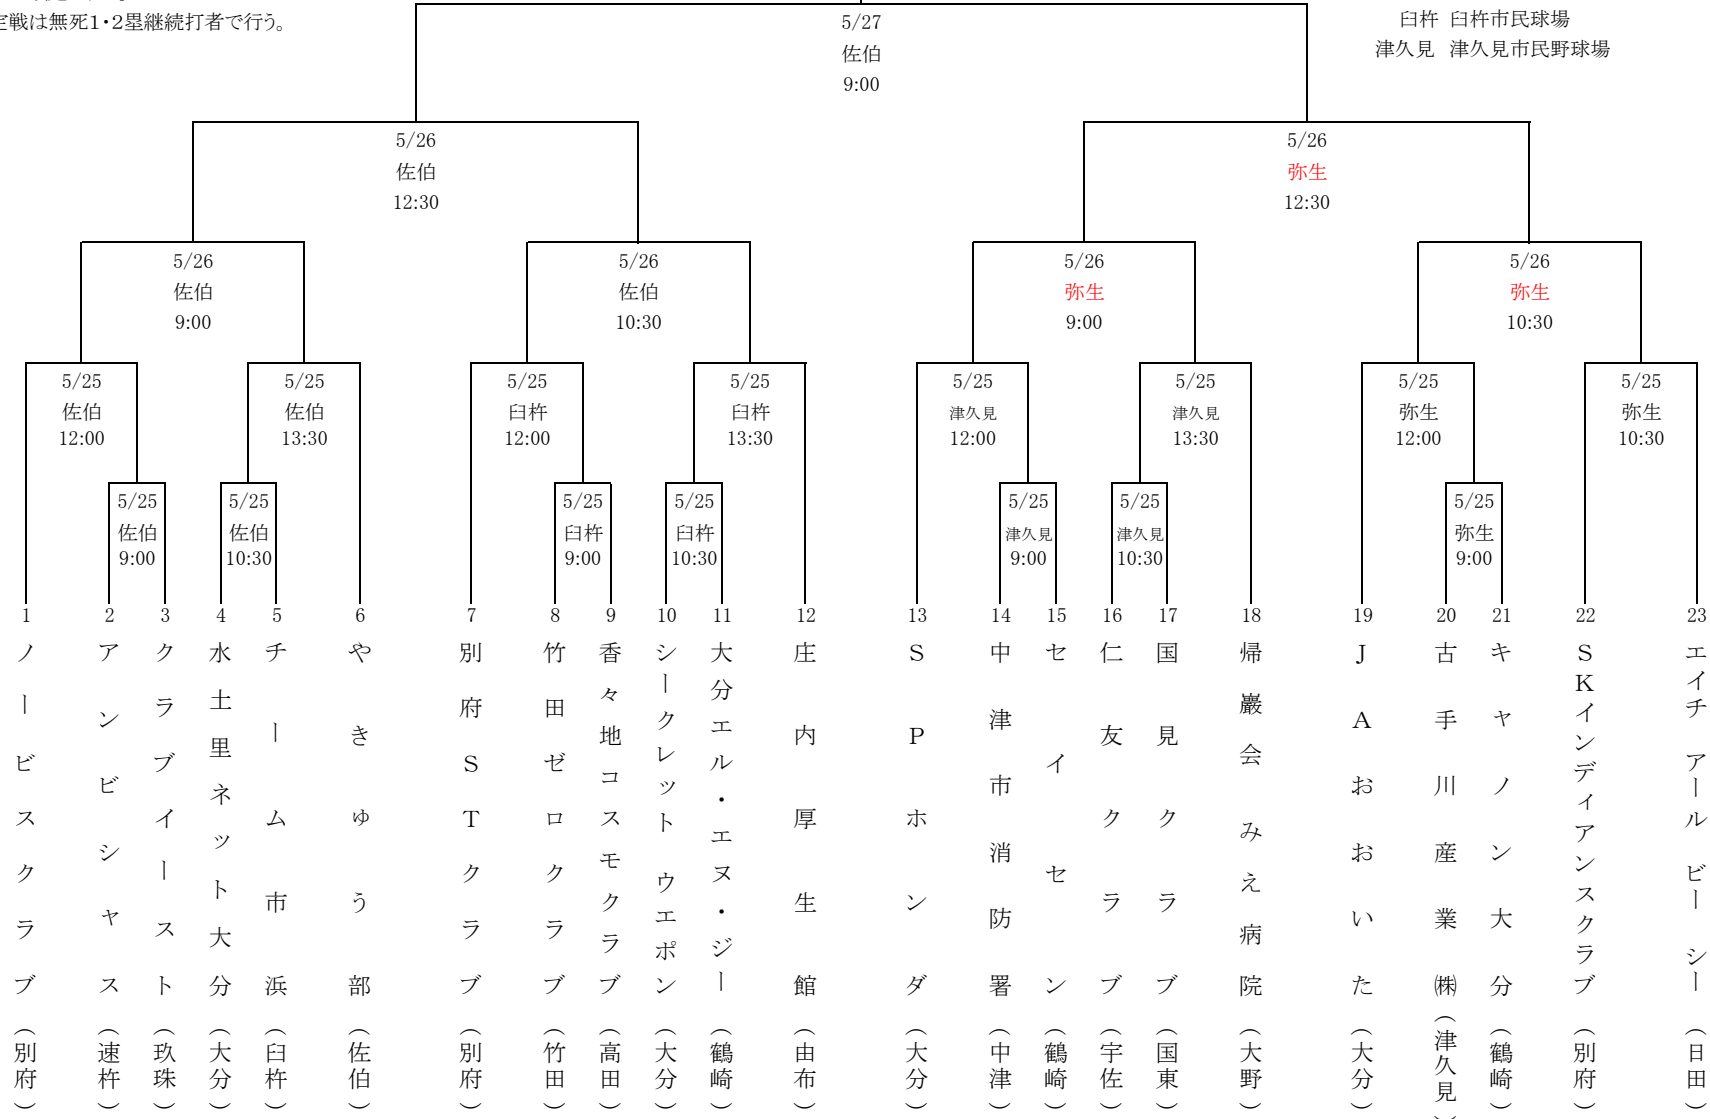 定戦は無死1・2塁継続打者で行う。
臼杵 臼杵市民球場
津久見 津久見市民野球場
5/27
佐伯
9:00
5/26
佐伯
12:30
5/26
弥生
12:30
5/26
佐伯
9:00
5/26
佐伯
10:30
5/26
弥生
9:00
5/26
弥生
10:30
5/25
佐伯
12:00
5/25
佐伯
13:30
5/25
臼杵
12:00
5/25
臼杵
13:30
5/25
津久見
12:00
5/25
津久見
13:30
5/25
弥生
12:00
5/25
弥生
10:30
5/25
佐伯
9:00
5/25
佐伯
10:30
5/25
臼杵
9:00
5/25
臼杵
10:30
5/25
津久見
9:00
5/25
津久見
10:30
5/25
弥生
9:00
1 ノービスクラブ(別府)
2 アンビシャス(速杵)
3 クラブイースト(玖珠)
4 水土里ネット大分(大分)
5 チーム市浜(臼杵)
6 やきゅう部(佐伯)
7 別府STクラブ(別府)
8 竹田ゼロクラブ(竹田)
9 香々地コスモクラブ(高田)
10 シークレット ウエポン(大分)
11 大分エル・エヌ・ジー(鶴崎)
12 庄内厚生館(由布)
13 SPホンダ(大分)
14 中津市消防署(中津)
15 セイセン(鶴崎)
16 仁友クラブ(宇佐)
17 国見クラブ(国東)
18 帰巖会 みえ病院(大野)
19 JAおおいた(大分)
20 古手川産業㈱(津久見)
21 キャノン大分(鶴崎)
22 SKインディアンスクラブ(別府)
23 エイチ アール ビー シー(日田)